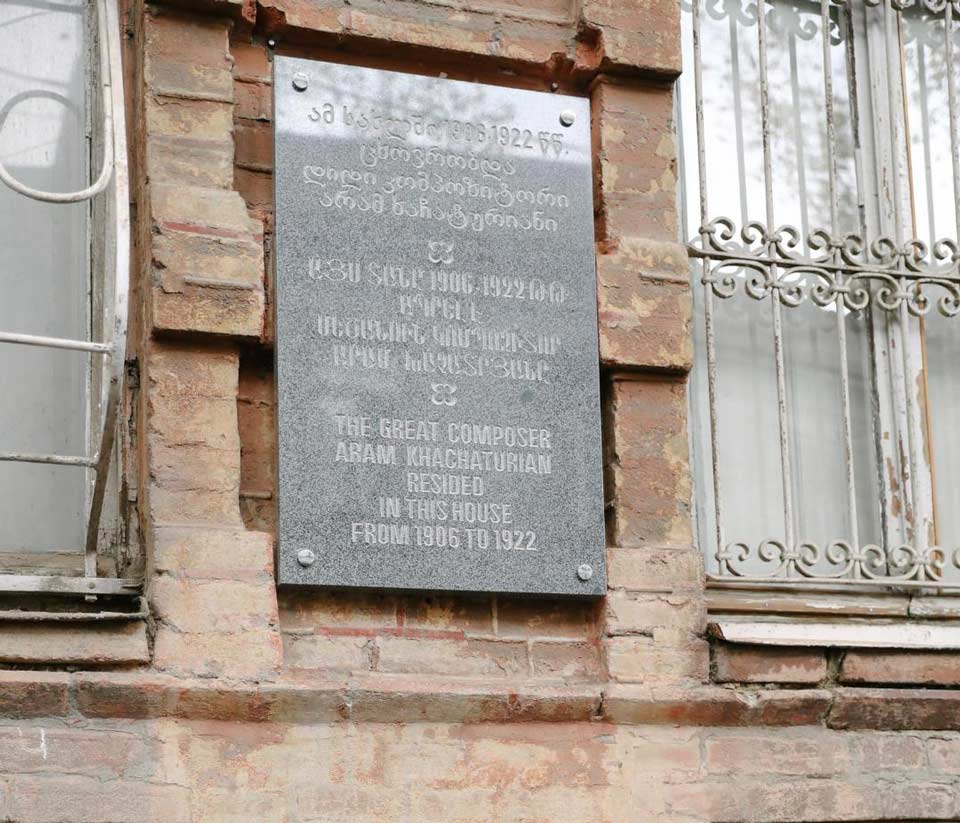 ამ სახლში, 1906-1922 წწ.
ცხოვრობდა
დიდი კომპოზიტორი
არამ ხაჩატურიანი
ԱՅՍ ՏԱՆԸ 1906-1922ԹԹ
ԱՊՐԵԼ Է
ՄԵԾԱՆՈՒՆ ԿՈՄՊՈԶԻՏՈՐ
ԱՐԱՄ ԽԱՉԱՏՐՅԱՆԸ
THE GREAT COMPOSER
ARAM KHACHATURIAN
RESIDED
IN THIS HOUSE
FROM 1906 TO 1922